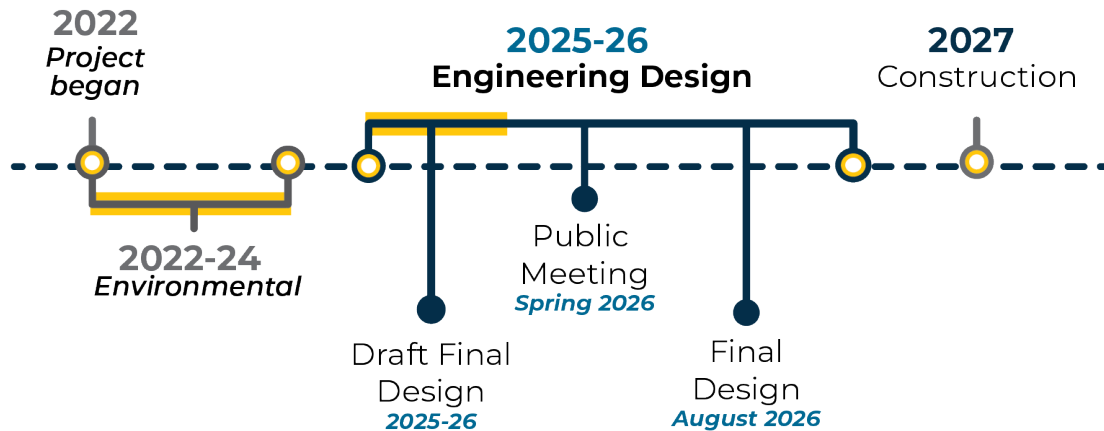 2022
Project
began
2022-24
Environmental
2025-26
Engineering Design
Draft Final
Design
2025-26
Public
Meeting
Spring 2026
Final
Design
August 2026
2027
Construction